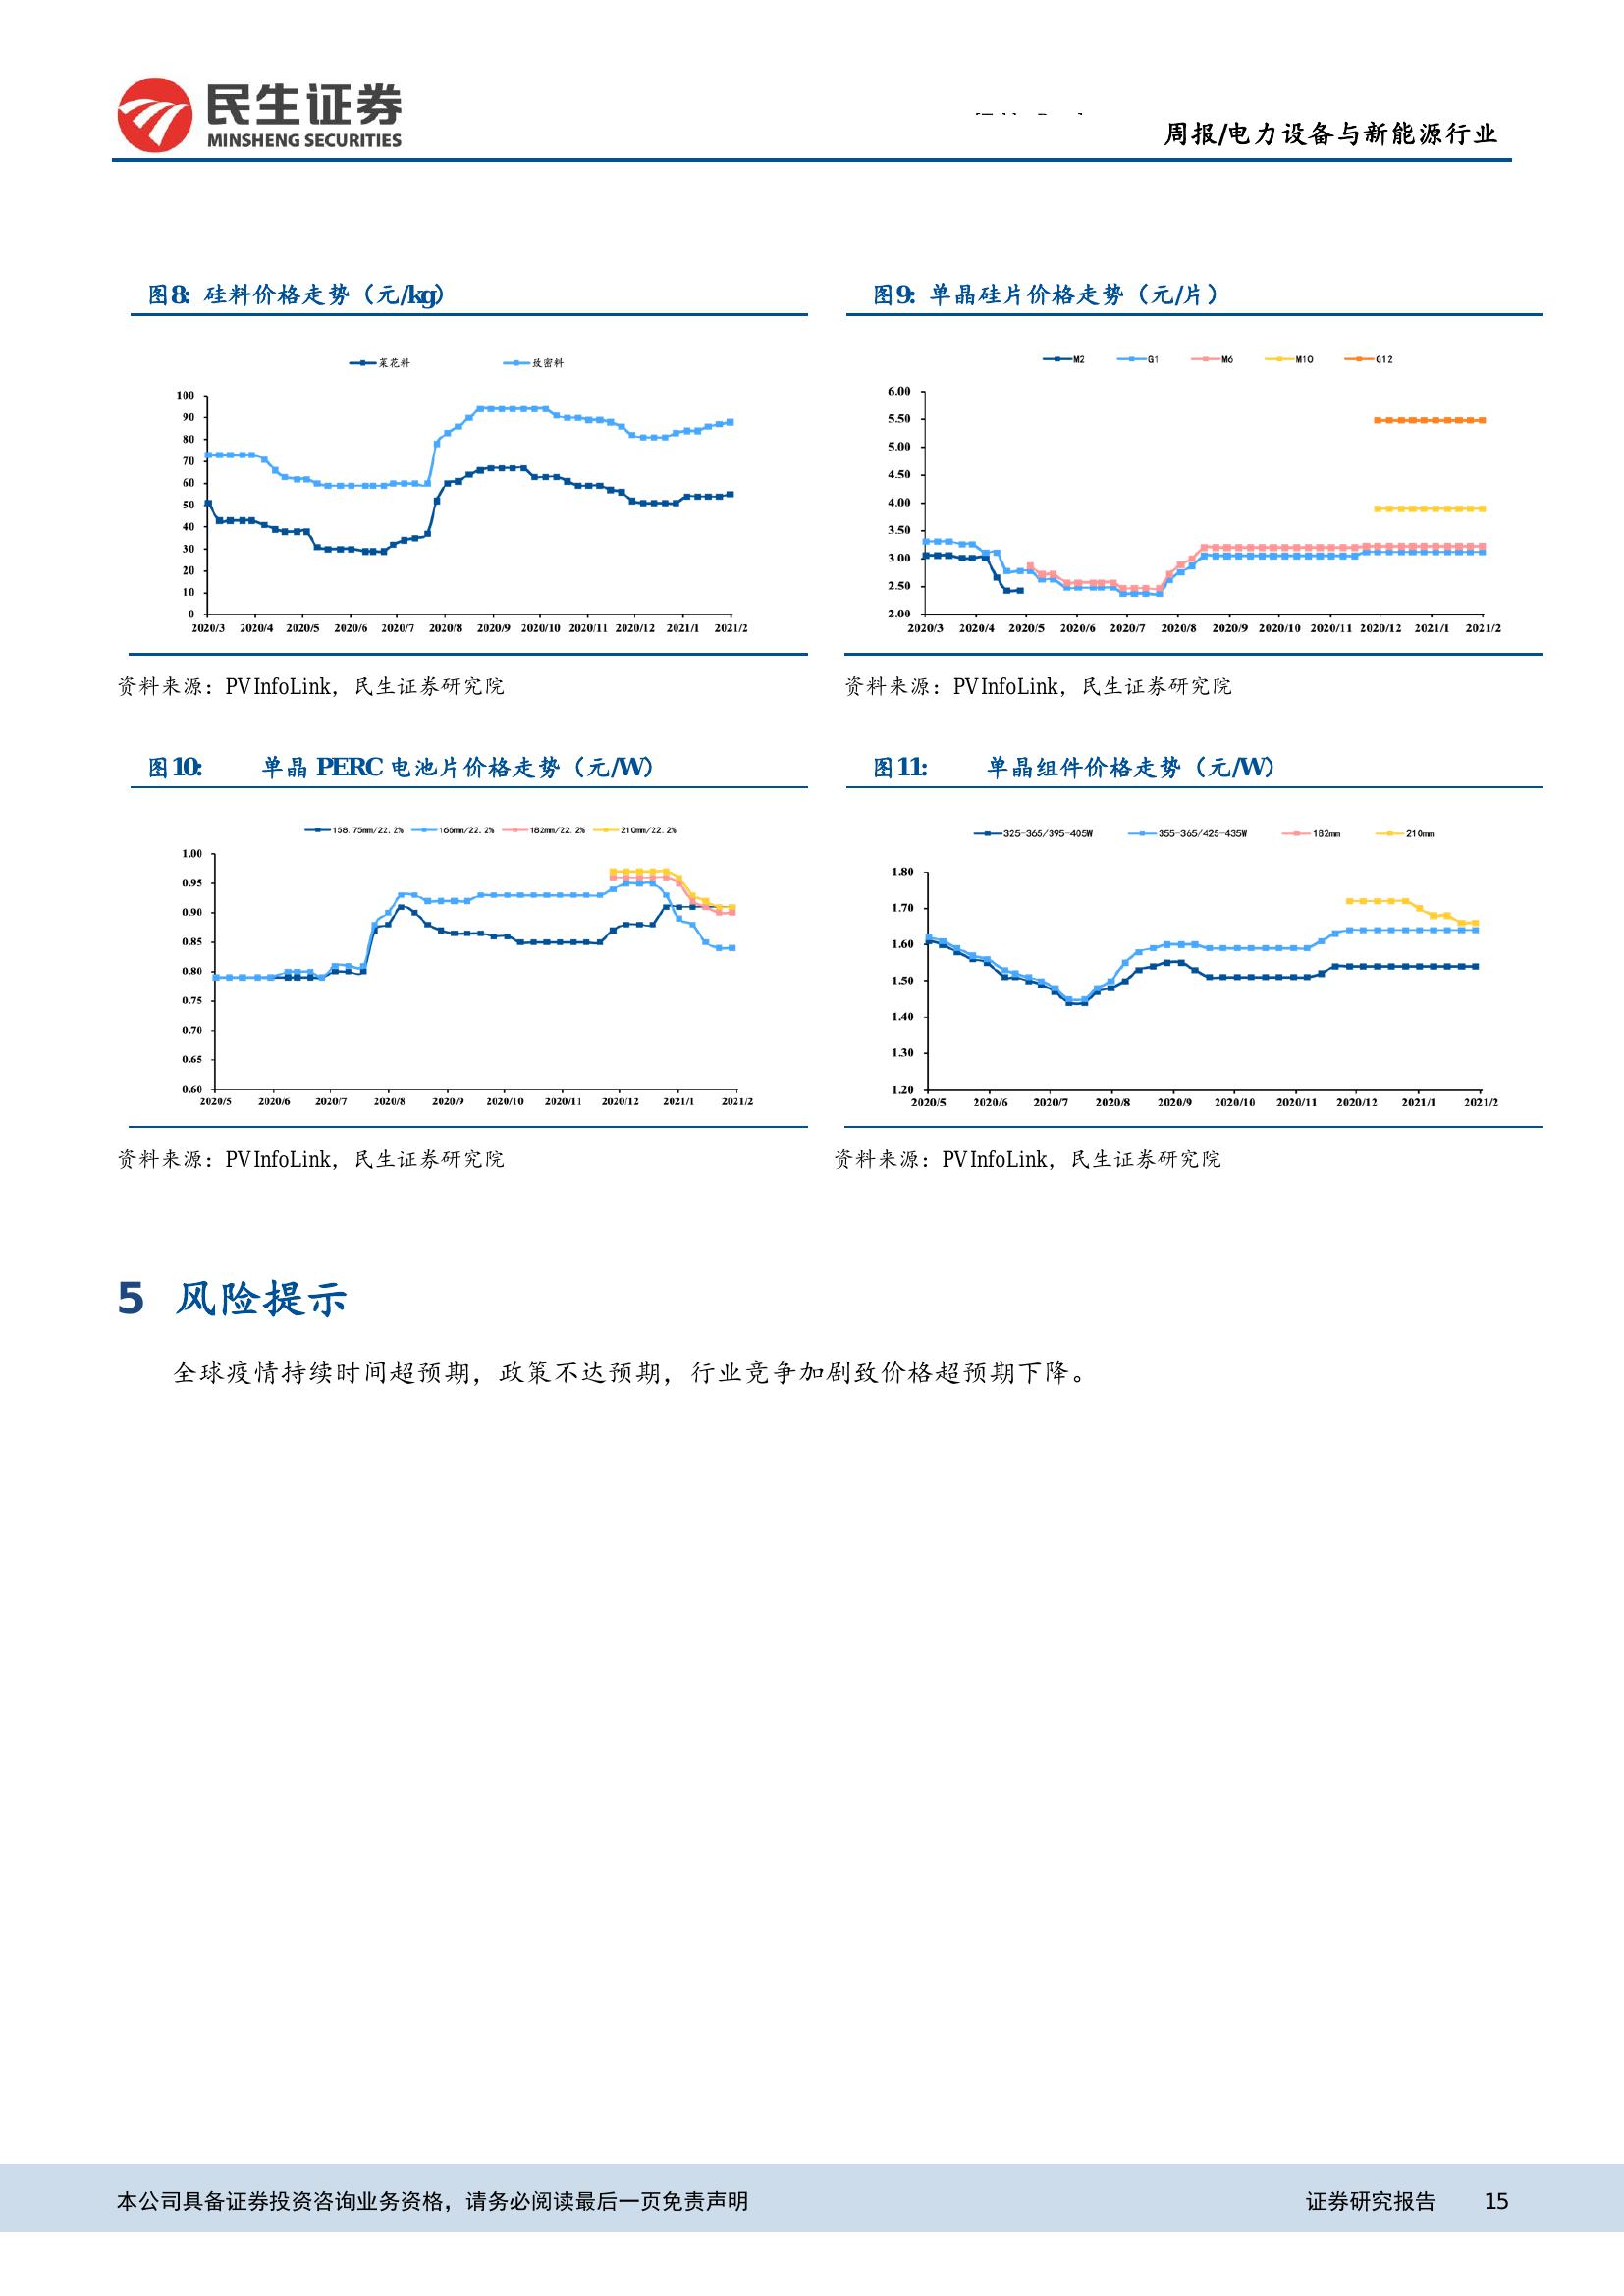 民生证券
MINSHENG SECURITIES
周报/电力设备与新能源行业
图8: 硅料价格走势（元/kg）
菜花料 致密料
100
90
80
70
60
50
40
30
20
10
0
2020/3 2020/4 2020/5 2020/6 2020/7 2020/8 2020/9 2020/10 2020/11 2020/12 2021/1 2021/2
资料来源：PVInfoLink，民生证券研究院
图9: 单晶硅片价格走势（元/片）
M2 G1 M6 M10 G12
6.00
5.50
5.00
4.50
4.00
3.50
3.00
2.50
2.00
2020/3 2020/4 2020/5 2020/6 2020/7 2020/8 2020/9 2020/10 2020/11 2020/12 2021/1 2021/2
资料来源：PVInfoLink，民生证券研究院
图10: 单晶 PERC 电池片价格走势（元/W）
158.75mm/22.2% 166mm/22.2% 182mm/22.2% 210mm/22.2%
1.00
0.95
0.90
0.85
0.80
0.75
0.70
0.65
0.60
2020/5 2020/6 2020/7 2020/8 2020/9 2020/10 2020/11 2020/12 2021/1 2021/2
资料来源：PVInfoLink，民生证券研究院
图11: 单晶组件价格走势（元/W）
325-365/395-405W 355-365/425-435W 182mm 210mm
1.80
1.70
1.60
1.50
1.40
1.30
1.20
2020/5 2020/6 2020/7 2020/8 2020/9 2020/10 2020/11 2020/12 2021/1 2021/2
资料来源：PVInfoLink，民生证券研究院
5 风险提示
全球疫情持续时间超预期，政策不达预期，行业竞争加剧致价格超预期下降。
本公司具备证券投资咨询业务资格，请务必阅读最后一页免责声明
证券研究报告 15